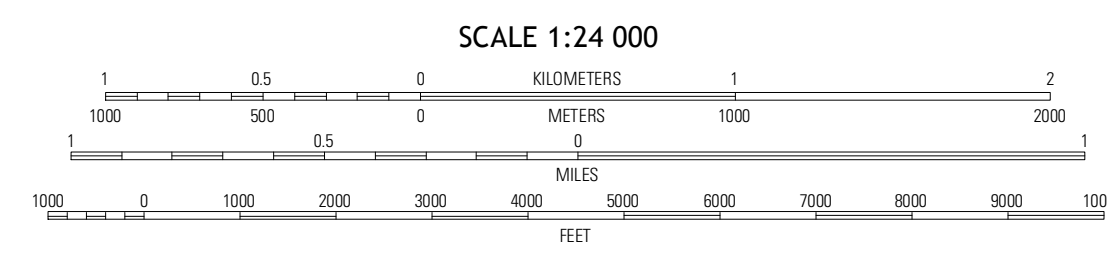 SCALE 1:24 000
1 0.5 0 KILOMETERS 1 2
1000 500 0 METERS 1000 2000
1 0.5 0 1
MILES
1000 0 1000 2000 3000 4000 5000 6000 7000 8000 9000 100
FEET